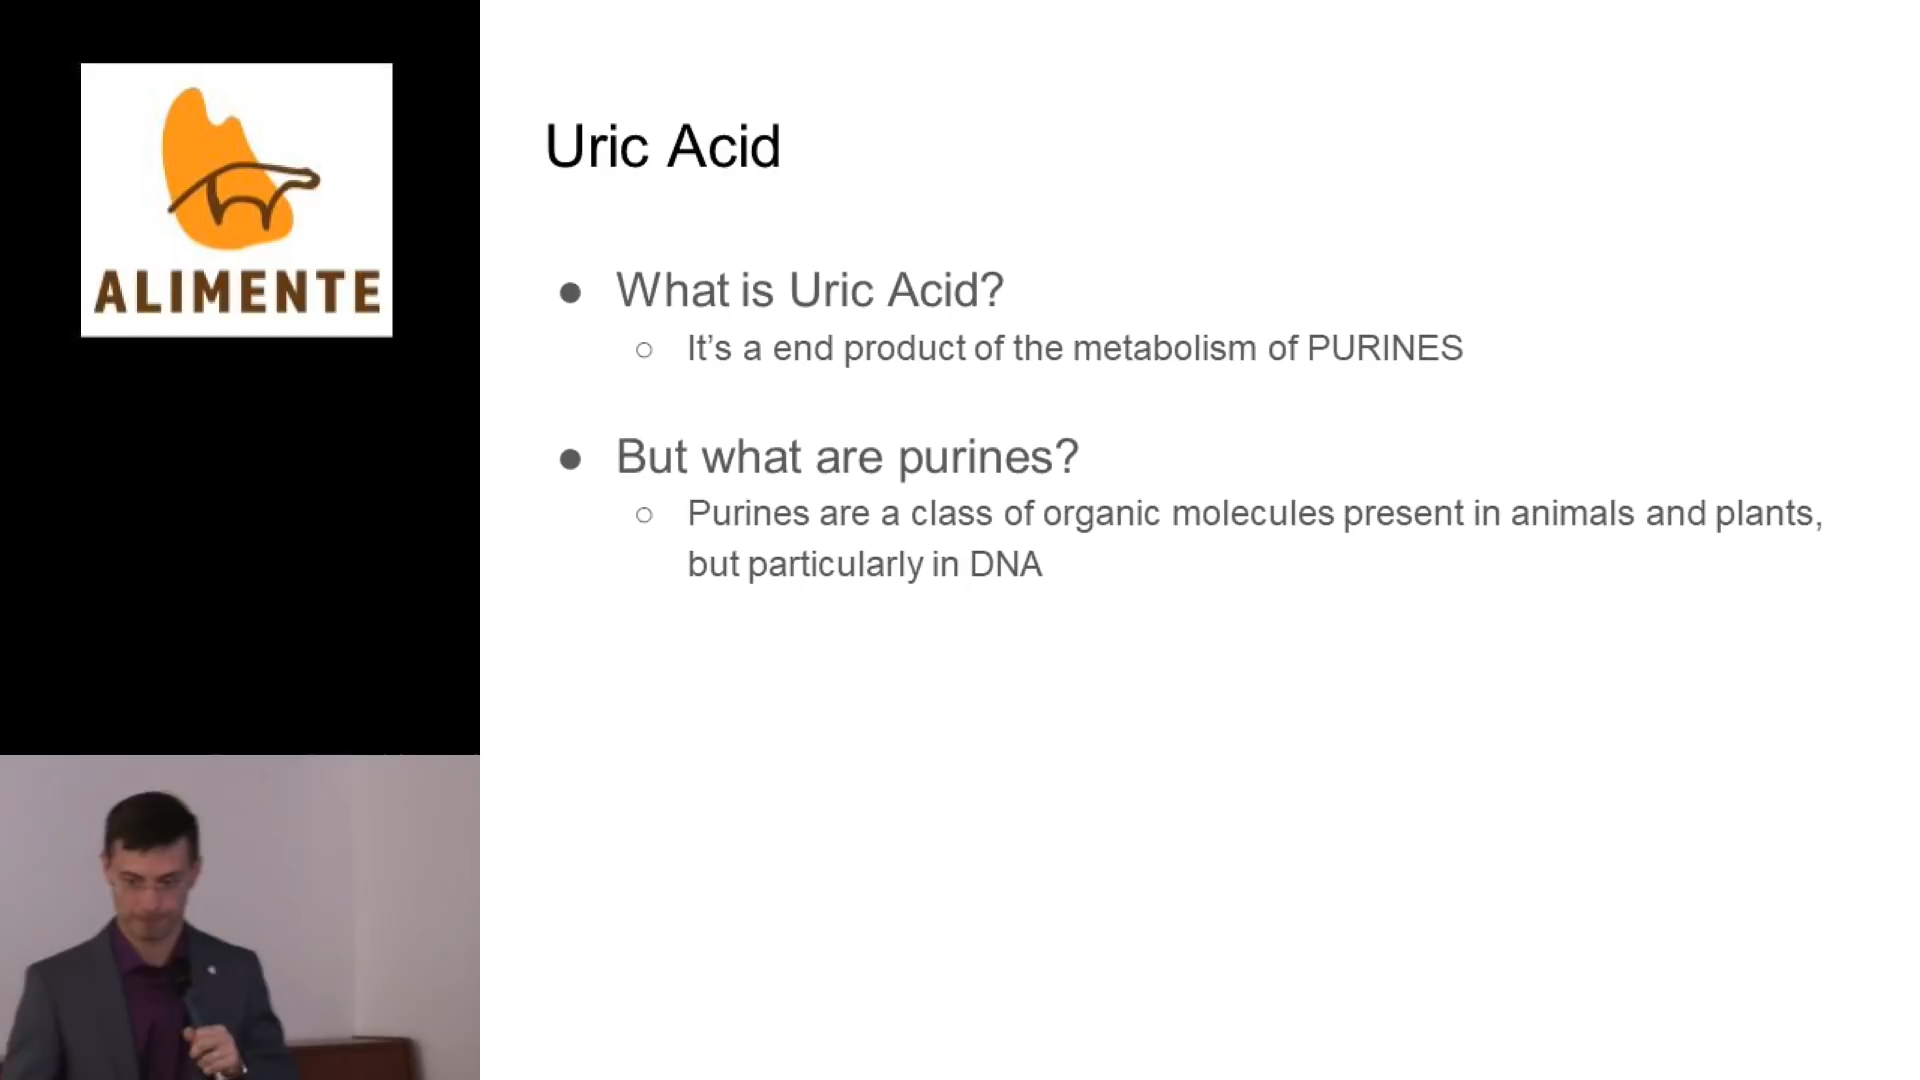 ALIMENTE
Uric Acid
● What is Uric Acid?
○ It’s a end product of the metabolism of PURINES
● But what are purines?
○ Purines are a class of organic molecules present in animals and plants,
but particularly in DNA